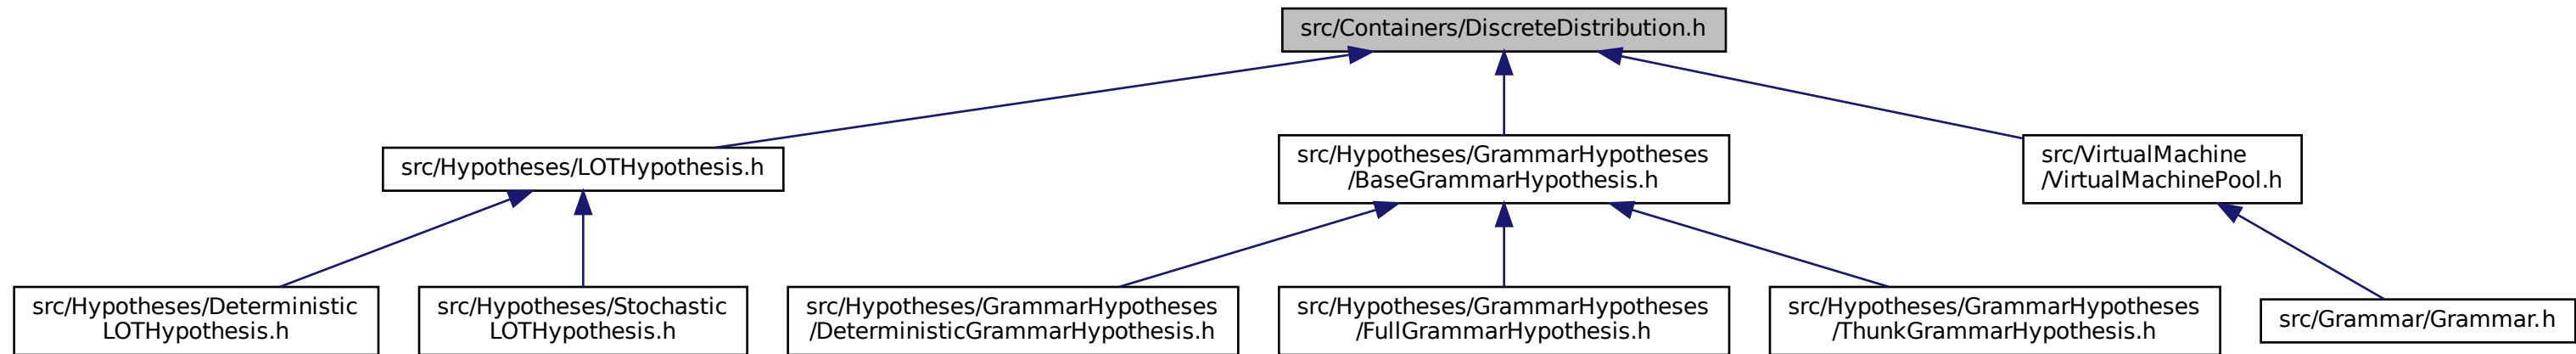 src/Containers/DiscreteDistribution.h
src/Hypotheses/LOTHypothesis.h
src/Hypotheses/GrammarHypotheses
/BaseGrammarHypothesis.h
src/VirtualMachine
/VirtualMachinePool.h
src/Hypotheses/Deterministic
LOTHypothesis.h
src/Hypotheses/Stochastic
LOTHypothesis.h
src/Hypotheses/GrammarHypotheses
/DeterministicGrammarHypothesis.h
src/Hypotheses/GrammarHypotheses
/FullGrammarHypothesis.h
src/Hypotheses/GrammarHypotheses
/ThunkGrammarHypothesis.h
src/Grammar/Grammar.h